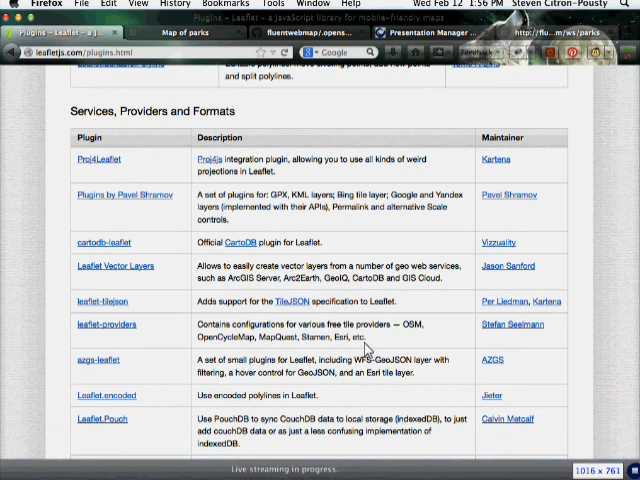 Firefox File Edit View History Bookmarks Tools Window Help Wed Feb 12 1:56 PM Steven Citron-Pousty
Plugins – Leaflet – a JavaScript library for mobile-friendly maps
Plugins – Leaflet – a J... Map of parks fluentwebmap/.opens... Presentation Manager ... http://flu...m/ws/parks
leafletjs.com/plugins.html Google Feedback
and split polylines.
Services, Providers and Formats
Plugin Description Maintainer
Proj4Leaflet Proj4js integration plugin, allowing you to use all kinds of weird Kartena
projections in Leaflet.
Plugins by Pavel Shramov A set of plugins for: GPX, KML layers; Bing tile layer; Google and Yandex Pavel Shramov
layers (implemented with their APIs), Permalink and alternative Scale
controls.
cartodb-leaflet Official CartoDB plugin for Leaflet. Vizzuality
Leaflet Vector Layers Allows to easily create vector layers from a number of geo web services, Jason Sanford
such as ArcGIS Server, Arc2Earth, GeoIQ, CartoDB and GIS Cloud.
leaflet-tilejson Adds support for the TileJSON specification to Leaflet. Per Liedman, Kartena
leaflet-providers Contains configurations for various free tile providers — OSM, Stefan Seelmann
OpenCycleMap, MapQuest, Stamen, Esri, etc.
azgs-leaflet A set of small plugins for Leaflet, including WFS-GeoJSON layer with AZGS
filtering, a hover control for GeoJSON, and an Esri tile layer.
Leaflet.encoded Use encoded polylines in Leaflet. Jieter
Leaflet.Pouch Use PouchDB to sync CouchDB data to local storage (indexedDB), to just Calvin Metcalf
add couchDB data or as just a less confusing implementation of
indexedDB.
Live streaming in progress. 1016 x 761